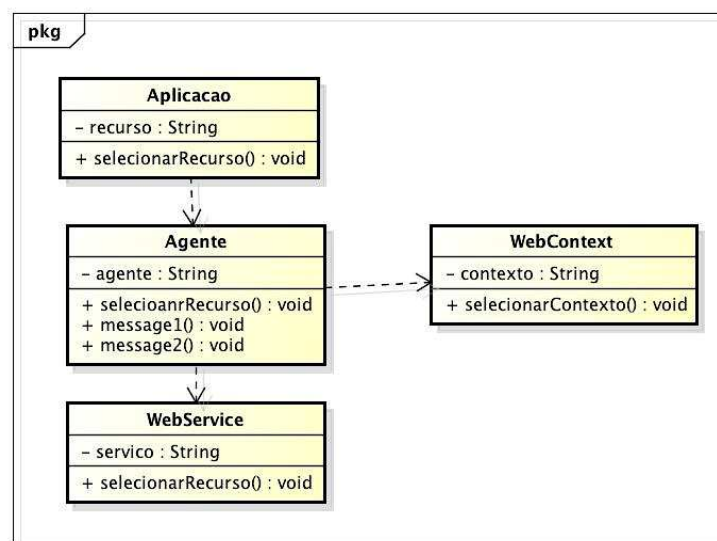 pkg
Aplicacao
- recurso : String
+ selecionarRecurso() : void
Agente
- agente : String
+ selecioanrRecurso() : void
+ message1() : void
+ message2() : void
WebContext
- contexto : String
+ selecionarContexto() : void
WebService
- servico : String
+ selecionarRecurso() : void